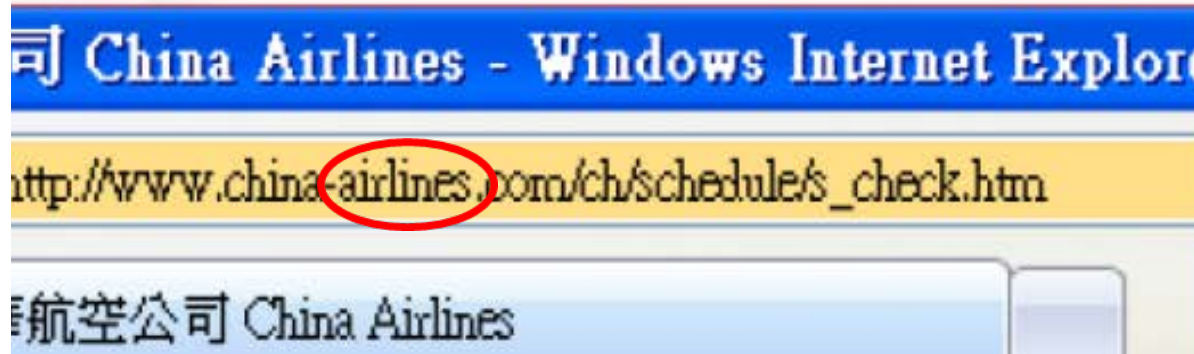 司 China Airlines - Windows Internet Explor
http://www.china-airlines.com/ch/schedule/s_check.htm
航空公司 China Airlines